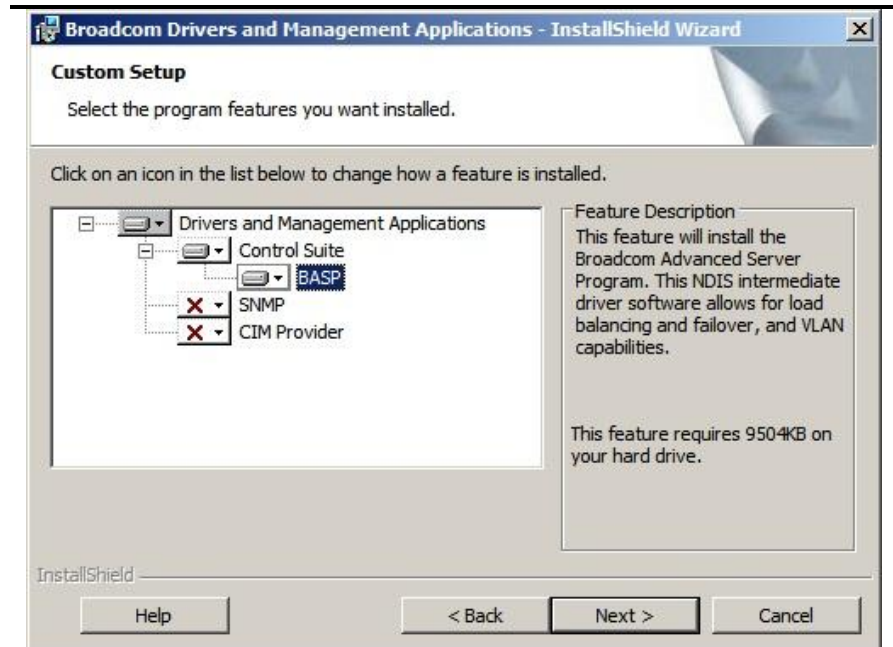 Broadcom Drivers and Management Applications - InstallShield Wizard
Custom Setup
Select the program features you want installed.
Click on an icon in the list below to change how a feature is installed.
Drivers and Management Applications
Control Suite
BASP
SNMP
CIM Provider
Feature Description
This feature will install the
Broadcom Advanced Server
Program. This NDIS intermediate
driver software allows for load
balancing and failover, and VLAN
capabilities.
This feature requires 9504KB on
your hard drive.
InstallShield
Help
< Back
Next >
Cancel